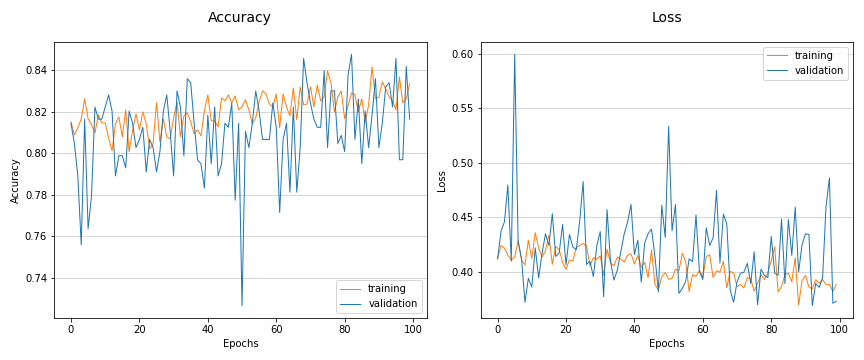 Accuracy
Accuracy
0.84
0.82
0.80
0.78
0.76
0.74
0 20 40 60 80 100
Epochs
training
validation
Loss
Loss
0.60
0.55
0.50
0.45
0.40
0 20 40 60 80 100
Epochs
training
validation